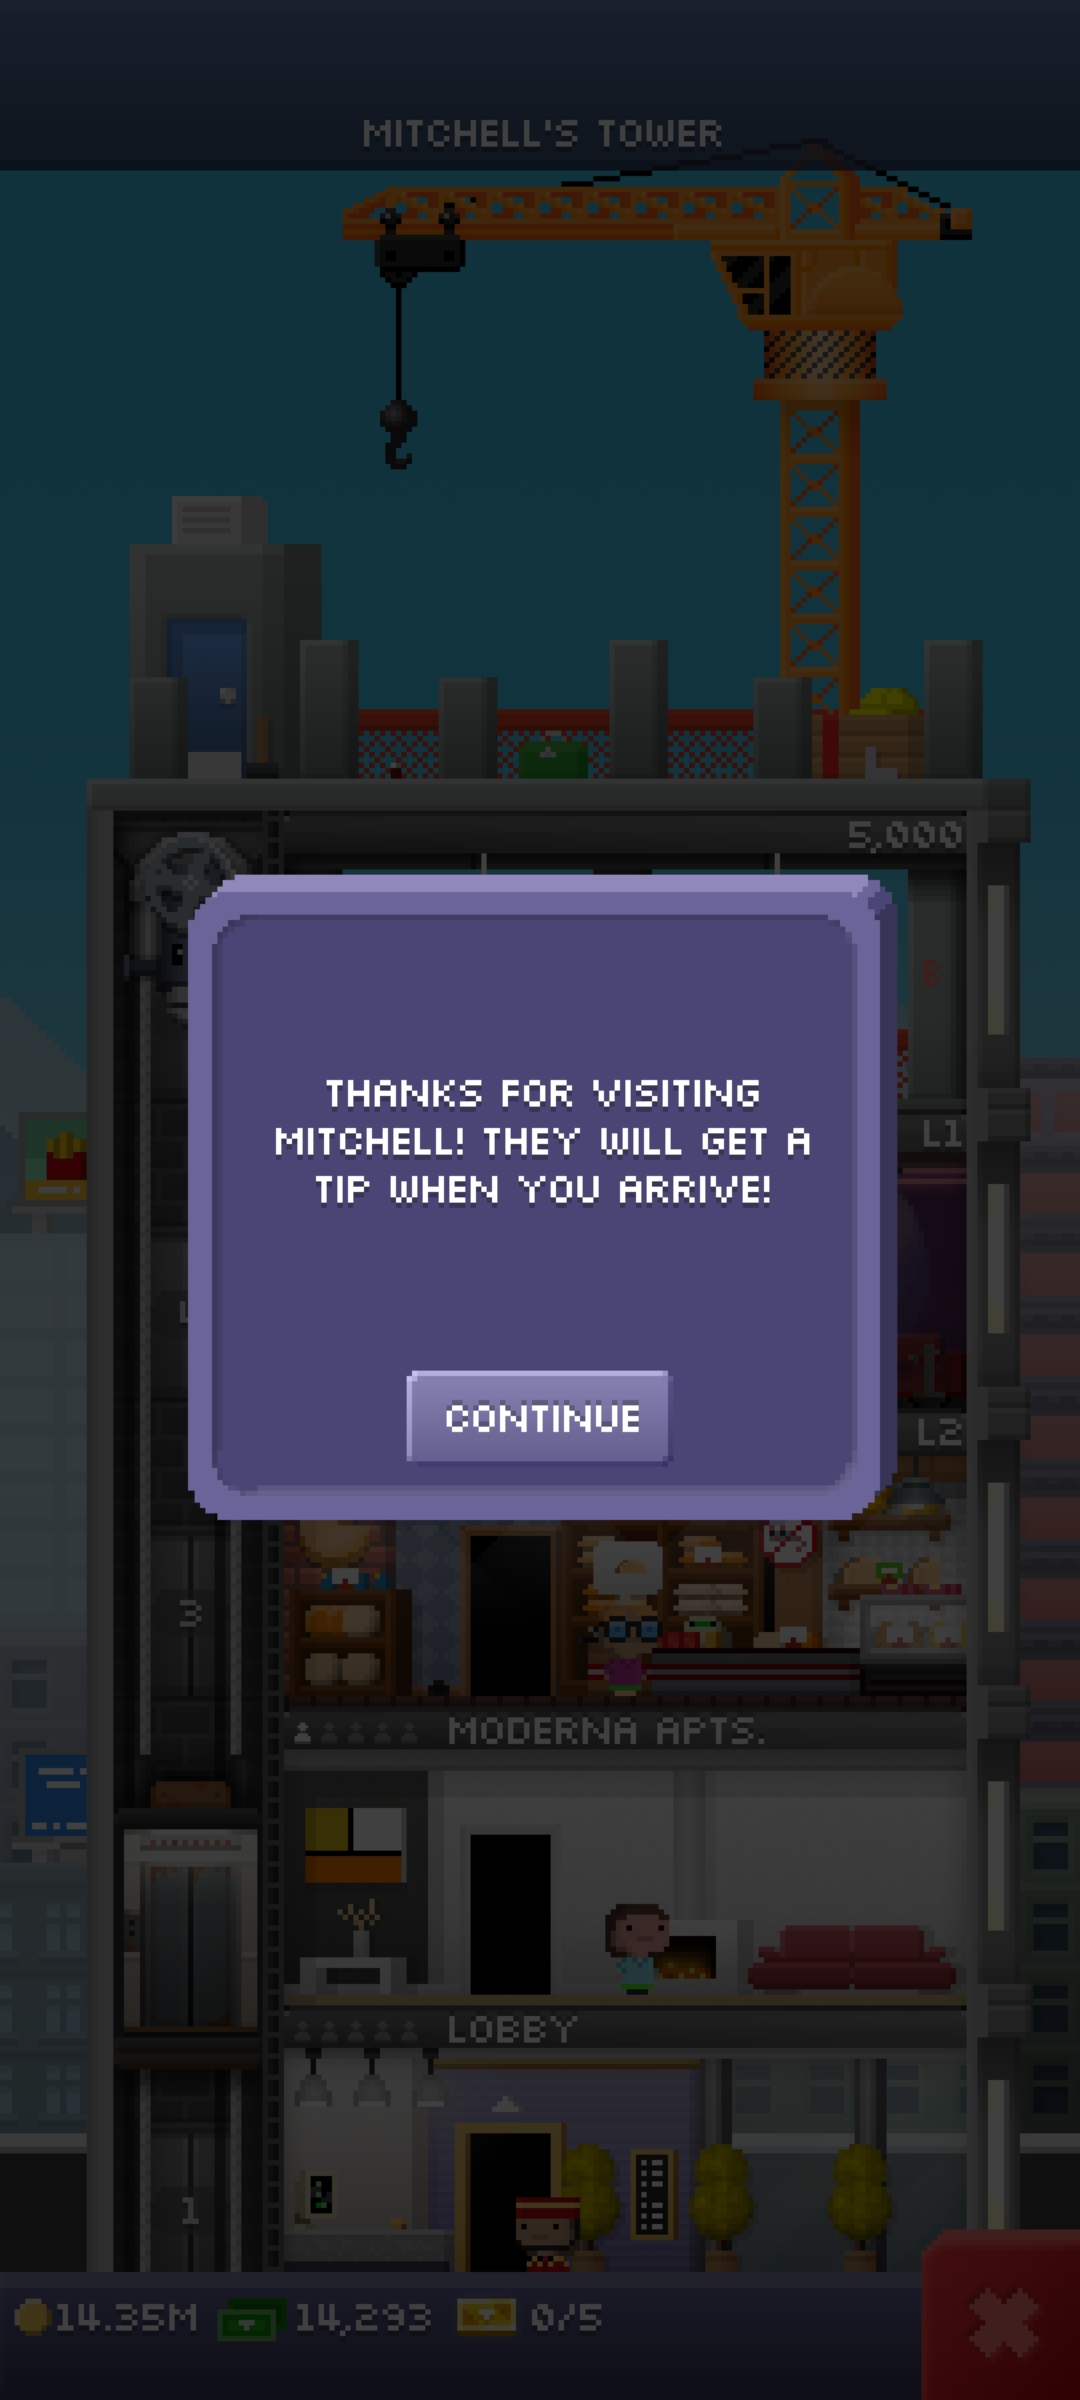 MITCHELL'S TOWER
5,000
L1
L2
THANKS FOR VISITING
MITCHELL! THEY WILL GET A
TIP WHEN YOU ARRIVE!
CONTINUE
3
MODERNA APTS.
LOBBY
1
14.35M 14,293 0/5